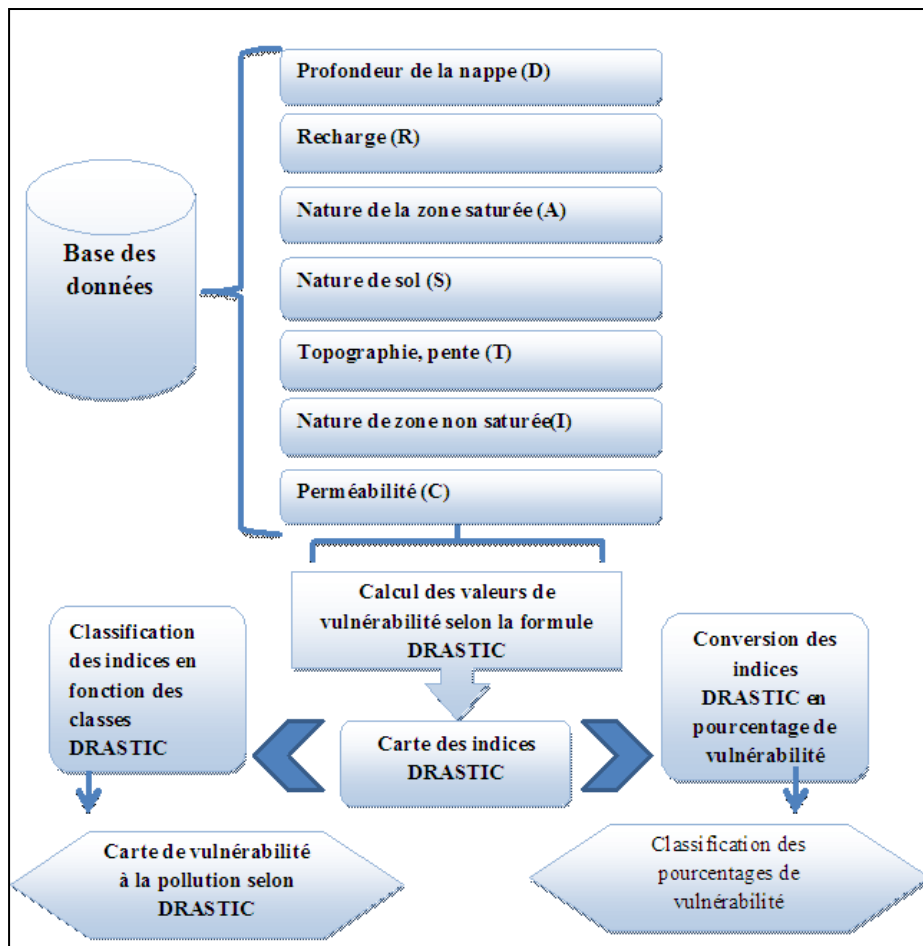 Profondeur de la nappe (D)
Recharge (R)
Nature de la zone saturée (A)
Base des
données
Nature de sol (S)
Topographie, pente (T)
Nature de zone non saturée(I)
Perméabilité (C)
Calcul des valeurs de
vulnérabilité selon la formule
DRASTIC
Classification
des indices en
fonction des
classes
DRASTIC
Carte des indices
DRASTIC
Conversion des
indices
DRASTIC en
pourcentage de
vulnérabilité
Carte de vulnérabilité
à la pollution selon
DRASTIC
Classification des
pourcentages de
vulnérabilité